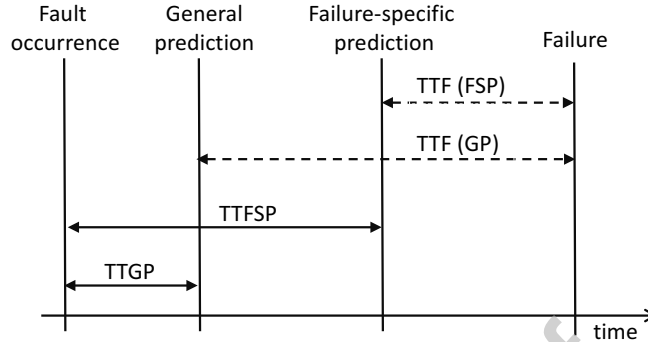 Fault
occurrence
General
prediction
Failure-specific
prediction
Failure
TTF (FSP)
TTF (GP)
TTFSP
TTGP
time